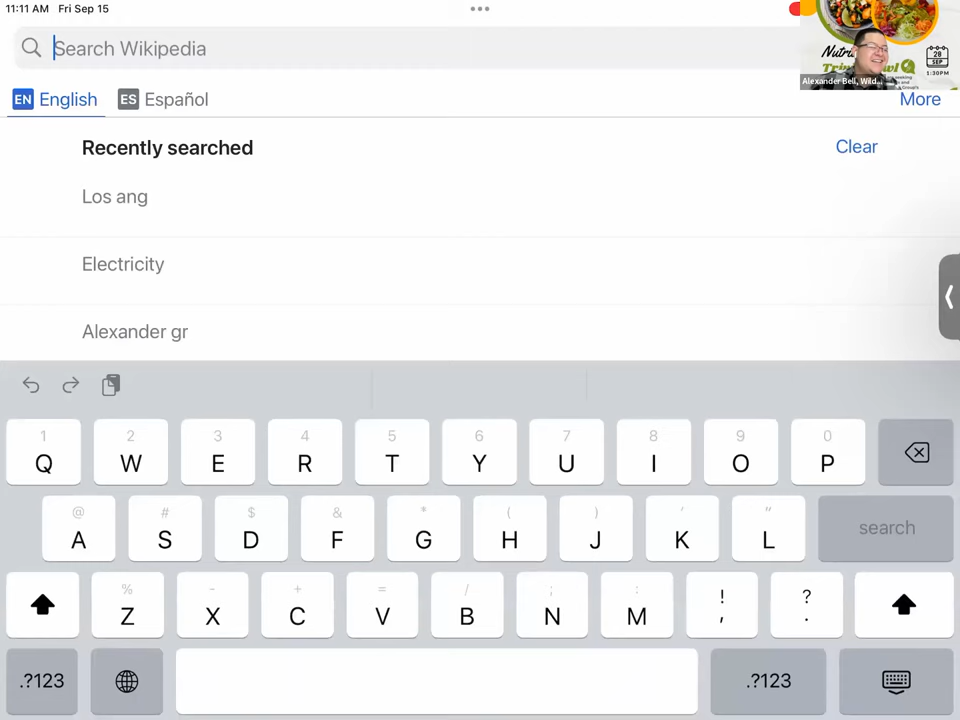 11:11 AM Fri Sep 15
Search Wikipedia
EN English ES Español
More
Recently searched
Clear
Los ang
Electricity
Alexander gr
28
SEP
1:30PM
Alexander Bell, Wild...
1 2 3 4 5 6 7 8 9 0
Q W E R T Y U I O P
@ # $ & * ( ) ' "
A S D F G H J K L
search
% - + = / ; : ! ?
Z X C V B N M , .
.?123
.?123